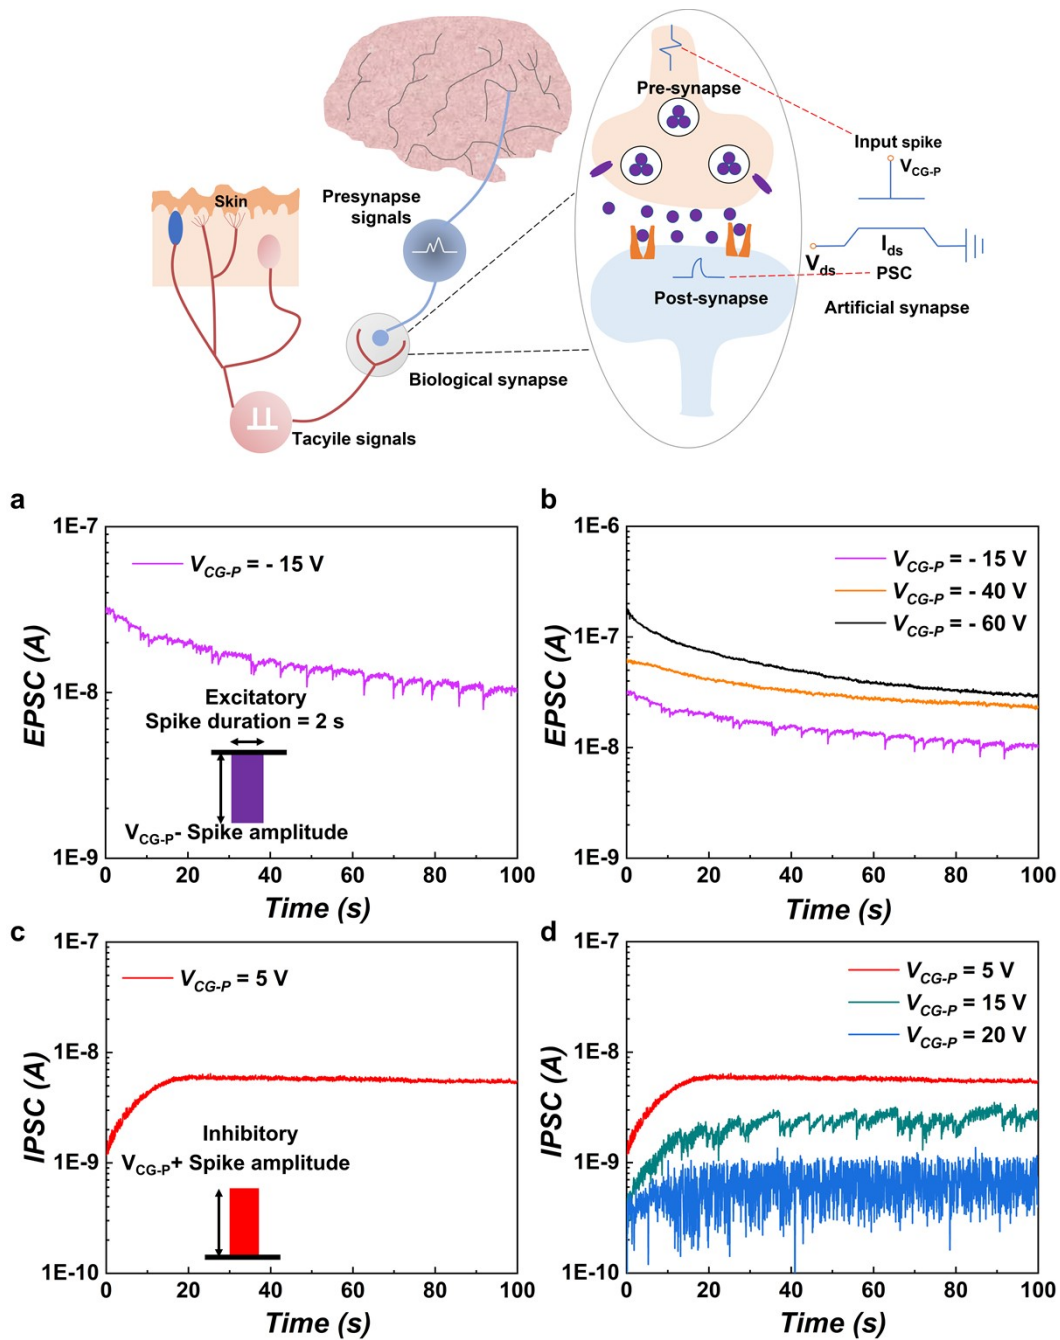 Skin
Presynapse
signals
Biological synapse
Tacyile signals
Pre-synapse
Post-synapse
Input spike
V_CG-P
I_ds
V_ds
PSC
Artificial synapse
a
1E-7
1E-8
1E-9
EPSC (A)
V_CG-P = - 15 V
Excitatory
Spike duration = 2 s
V_CG-P- Spike amplitude
0 20 40 60 80 100
Time (s)
b
1E-6
1E-7
1E-8
1E-9
EPSC (A)
V_CG-P = - 15 V
V_CG-P = - 40 V
V_CG-P = - 60 V
0 20 40 60 80 100
Time (s)
c
1E-7
1E-8
1E-9
1E-10
IPSC (A)
V_CG-P = 5 V
Inhibitory
V_CG-P+ Spike amplitude
0 20 40 60 80 100
Time (s)
d
1E-7
1E-8
1E-9
1E-10
IPSC (A)
V_CG-P = 5 V
V_CG-P = 15 V
V_CG-P = 20 V
0 20 40 60 80 100
Time (s)